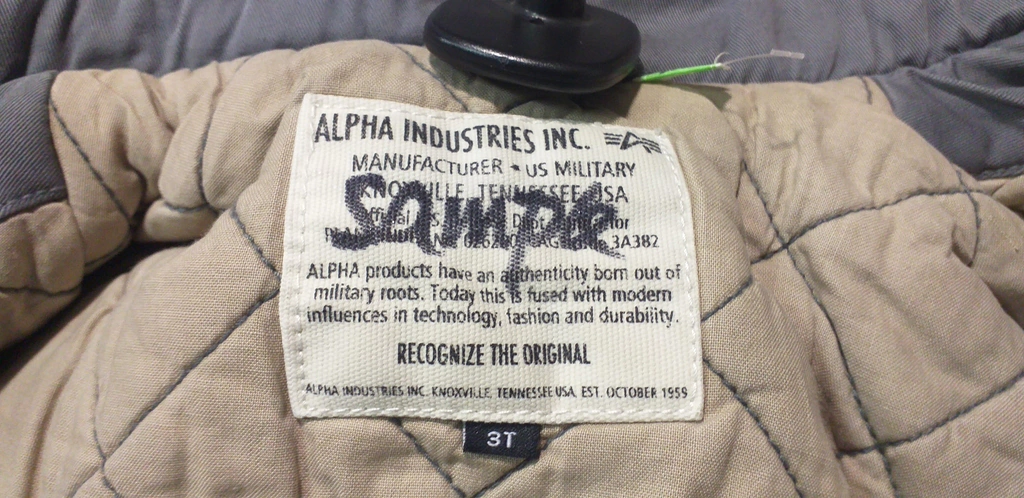 ALPHA INDUSTRIES INC.
MANUFACTURER - US MILITARY
KNOXVILLE, TENNESSEE USA
Sample
3A382
ALPHA products have an authenticity born out of
military roots. Today this is fused with modern
influences in technology, fashion and durability.
RECOGNIZE THE ORIGINAL
ALPHA INDUSTRIES INC. KNOXVILLE, TENNESSEE USA. EST. OCTOBER 1959
3T